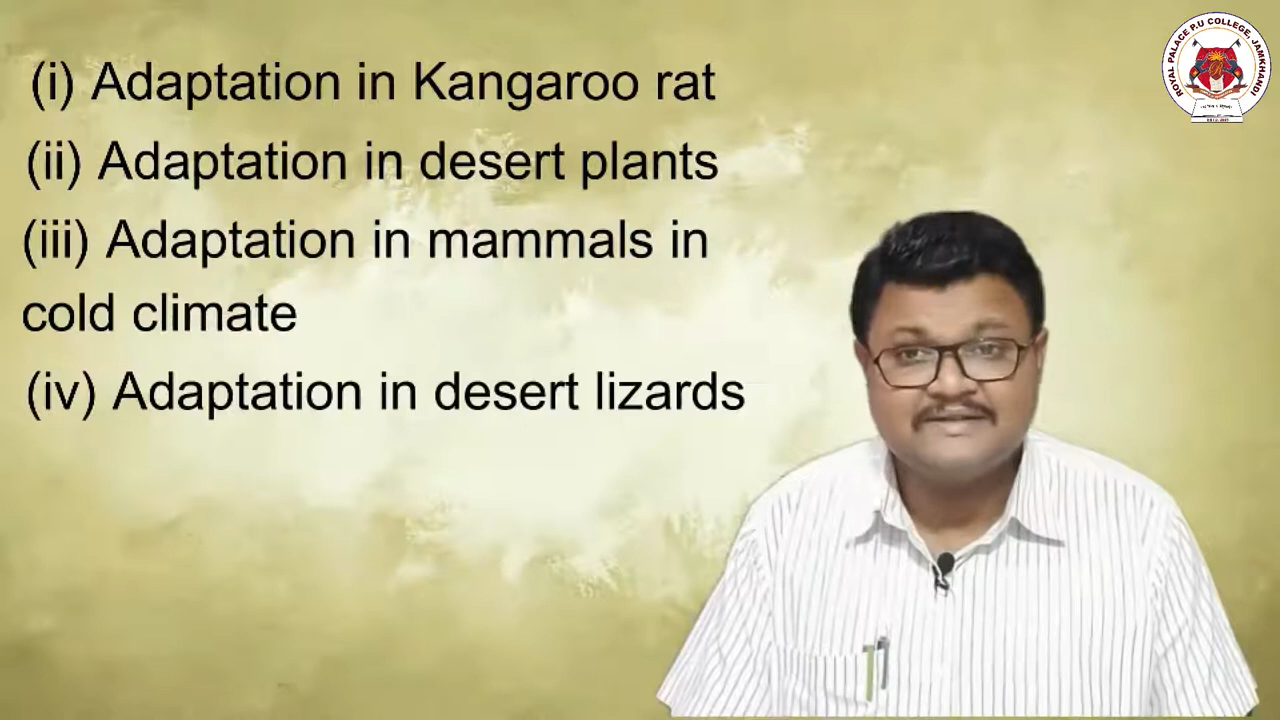 (i) Adaptation in Kangaroo rat
(ii) Adaptation in desert plants
(iii) Adaptation in mammals in
cold climate
(iv) Adaptation in desert lizards
ROYAL PALACE P.U COLLEGE, JAMKHANDI